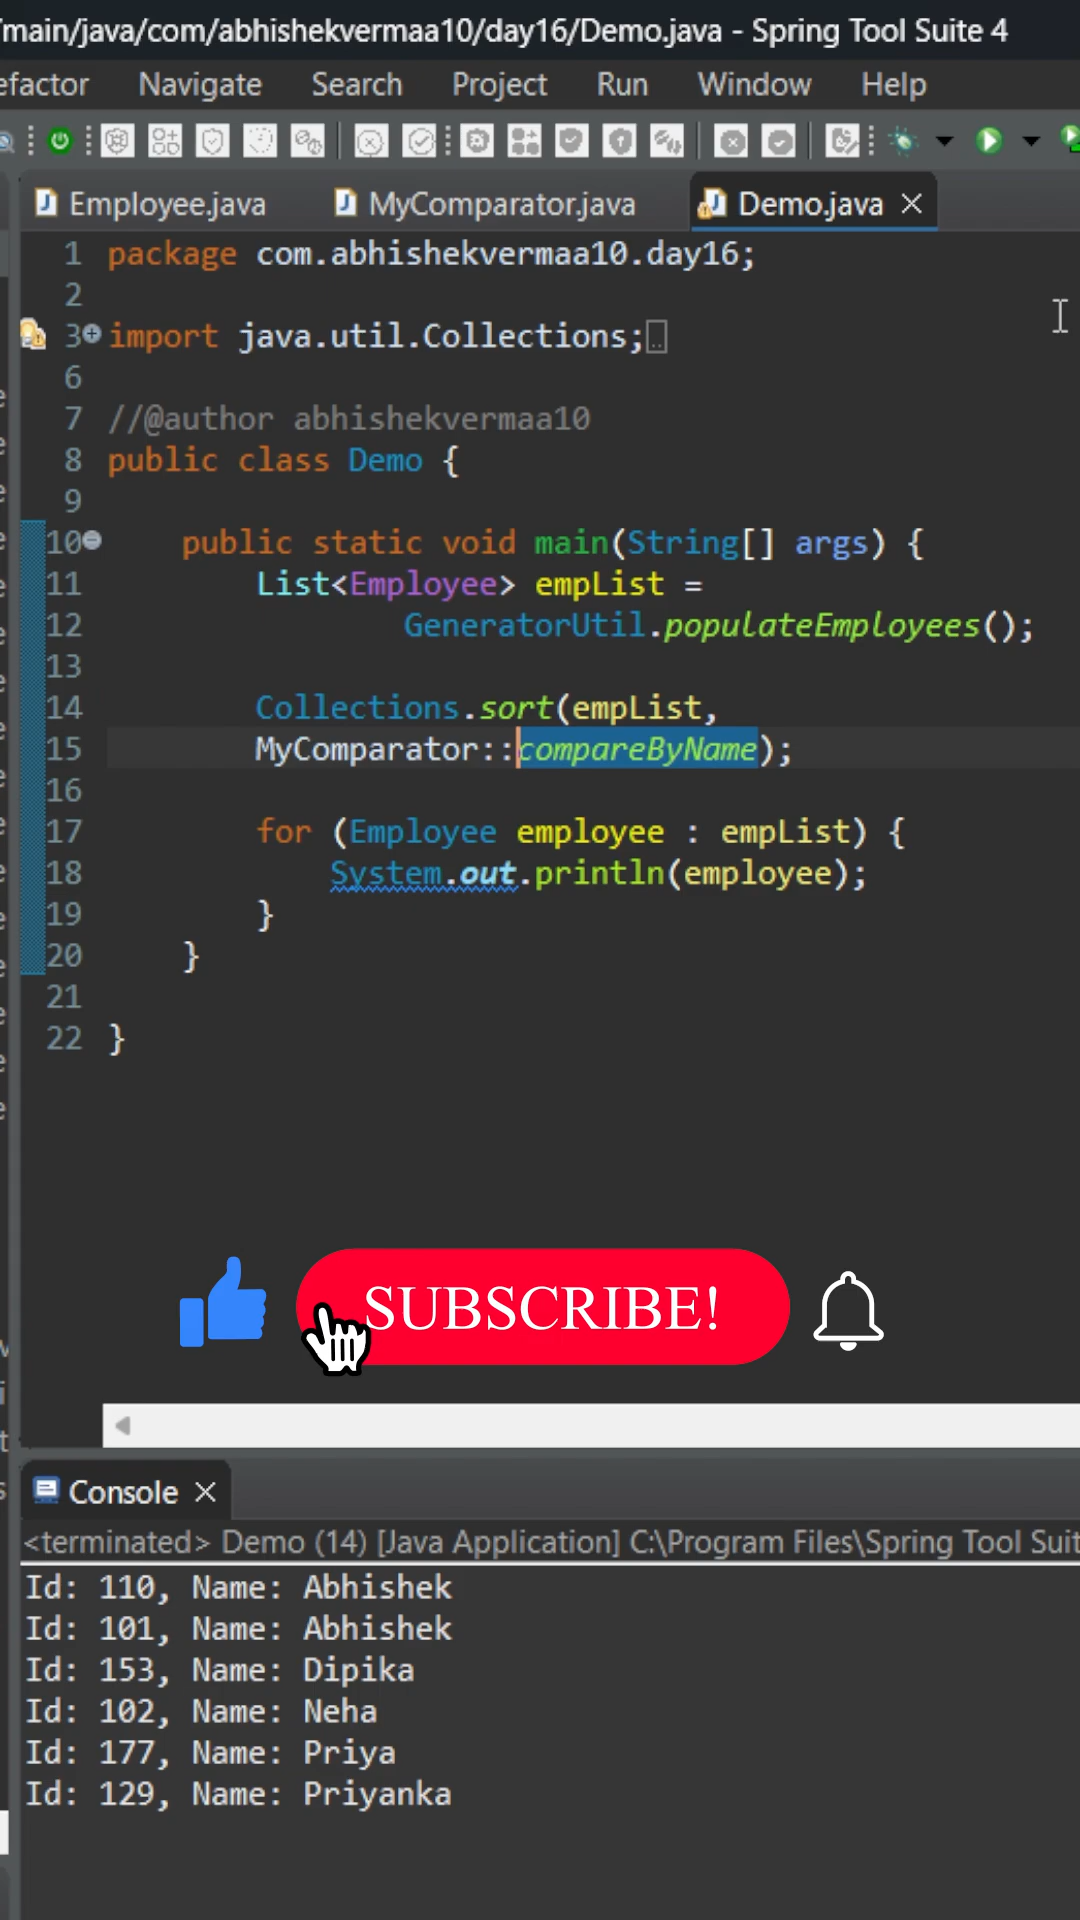 /main/java/com/abhishekvermaa10/day16/Demo.java - Spring Tool Suite 4
efactor Navigate Search Project Run Window Help
Employee.java MyComparator.java Demo.java
1 package com.abhishekvermaa10.day16;
2
3 import java.util.Collections;
6
7 //@author abhishekvermaa10
8 public class Demo {
9
10 public static void main(String[] args) {
11 List<Employee> empList =
12 GeneratorUtil.populateEmployees();
13
14 Collections.sort(empList,
15 MyComparator::compareByName);
16
17 for (Employee employee : empList) {
18 System.out.println(employee);
19 }
20 }
21
22 }
SUBSCRIBE!
Console
<terminated> Demo (14) [Java Application] C:\Program Files\Spring Tool Suit
Id: 110, Name: Abhishek
Id: 101, Name: Abhishek
Id: 153, Name: Dipika
Id: 102, Name: Neha
Id: 177, Name: Priya
Id: 129, Name: Priyanka